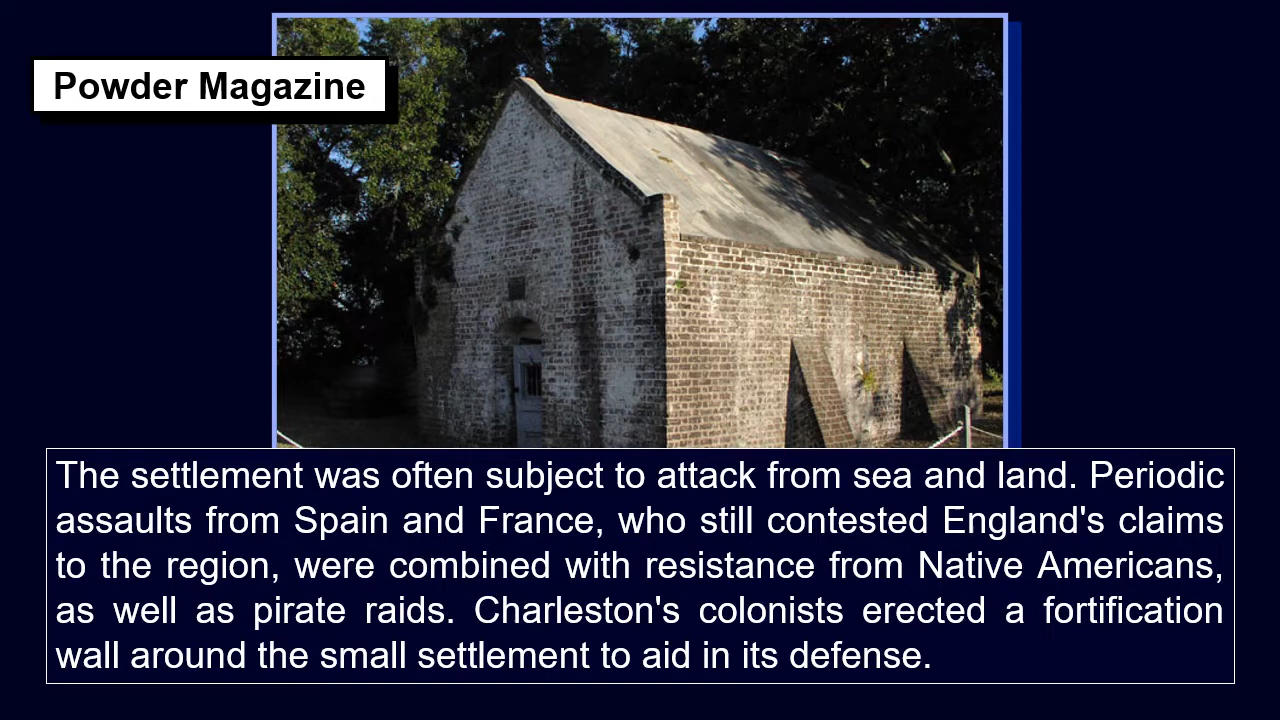 Powder Magazine
The settlement was often subject to attack from sea and land. Periodic
assaults from Spain and France, who still contested England's claims
to the region, were combined with resistance from Native Americans,
as well as pirate raids. Charleston's colonists erected a fortification
wall around the small settlement to aid in its defense.